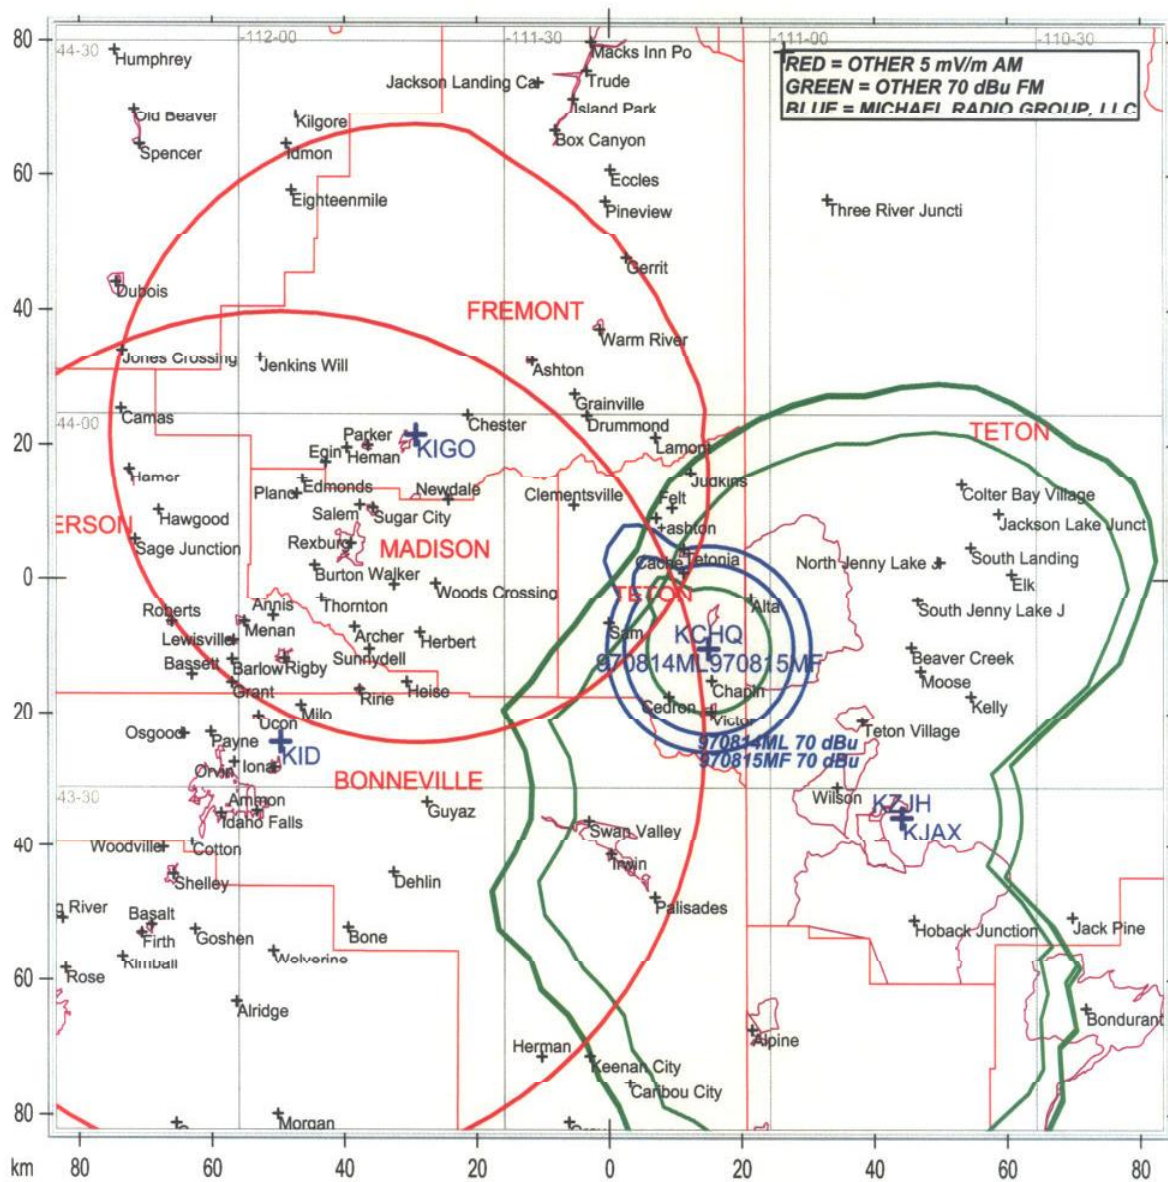 80
44-30
-112-00
-111-30
-111-00
-110-30
Humphrey
Macks Inn Po
Jackson Landing Ca
Trude
Island Park
RED = OTHER 5 mV/m AM
GREEN = OTHER 70 dBu FM
BLUE = MICHAEL RADIO GROUP, LLC
Old Beaver
Kilgore
Spencer
Idmon
Box Canyon
60
Eccles
Eighteenmile
Pineview
Three River Juncti
Gerrit
Dubois
40
FREMONT
Warm River
Jones Crossing
Jenkins Will
Ashton
Grainville
Camas
44-00
Chester
Drummond
TETON
20
Parker
KIGO
Lamont
Egin
Heman
Hamer
Judkins
Plano
Edmonds
Newdale
Clementsville
Felt
Colter Bay Village
Salem
Sugar City
Hawgood
ERSON
Jackson Lake Junct
Rexburg
MADISON
Sage Junction
Tetonia
Cache
North Jenny Lake J
South Landing
0
Burton
Walker
Woods Crossing
Elk
TETON
Thornton
Alta
South Jenny Lake J
Roberts
Annis
Menan
Archer
Herbert
Sam
KCHQ
Lewisville
Sunnydell
970814ML970815MF
Beaver Creek
Bassett
Barlow
Rigby
Moose
Grant
Rine
Heise
Chapin
Cedron
Kelly
20
Milo
Victor
Ucon
Osgood
Payne
KID
970814ML 70 dBu
970815MF 70 dBu
Teton Village
Orvin
Iona
BONNEVILLE
43-30
Ammon
Guyaz
Wilson
KZJH
Idaho Falls
Swan Valley
KJAX
40
Woodville
Cotton
Irwin
Shelley
Dehlin
Palisades
g River
Basalt
Firth
Goshen
Bone
Hoback Junction
Jack Pine
Kimball
Wolverine
60
Rose
Alridge
Bondurant
Alpine
Herman
Keenan City
Caribou City
80
Morgan
km
80
60
40
20
0
20
40
60
80